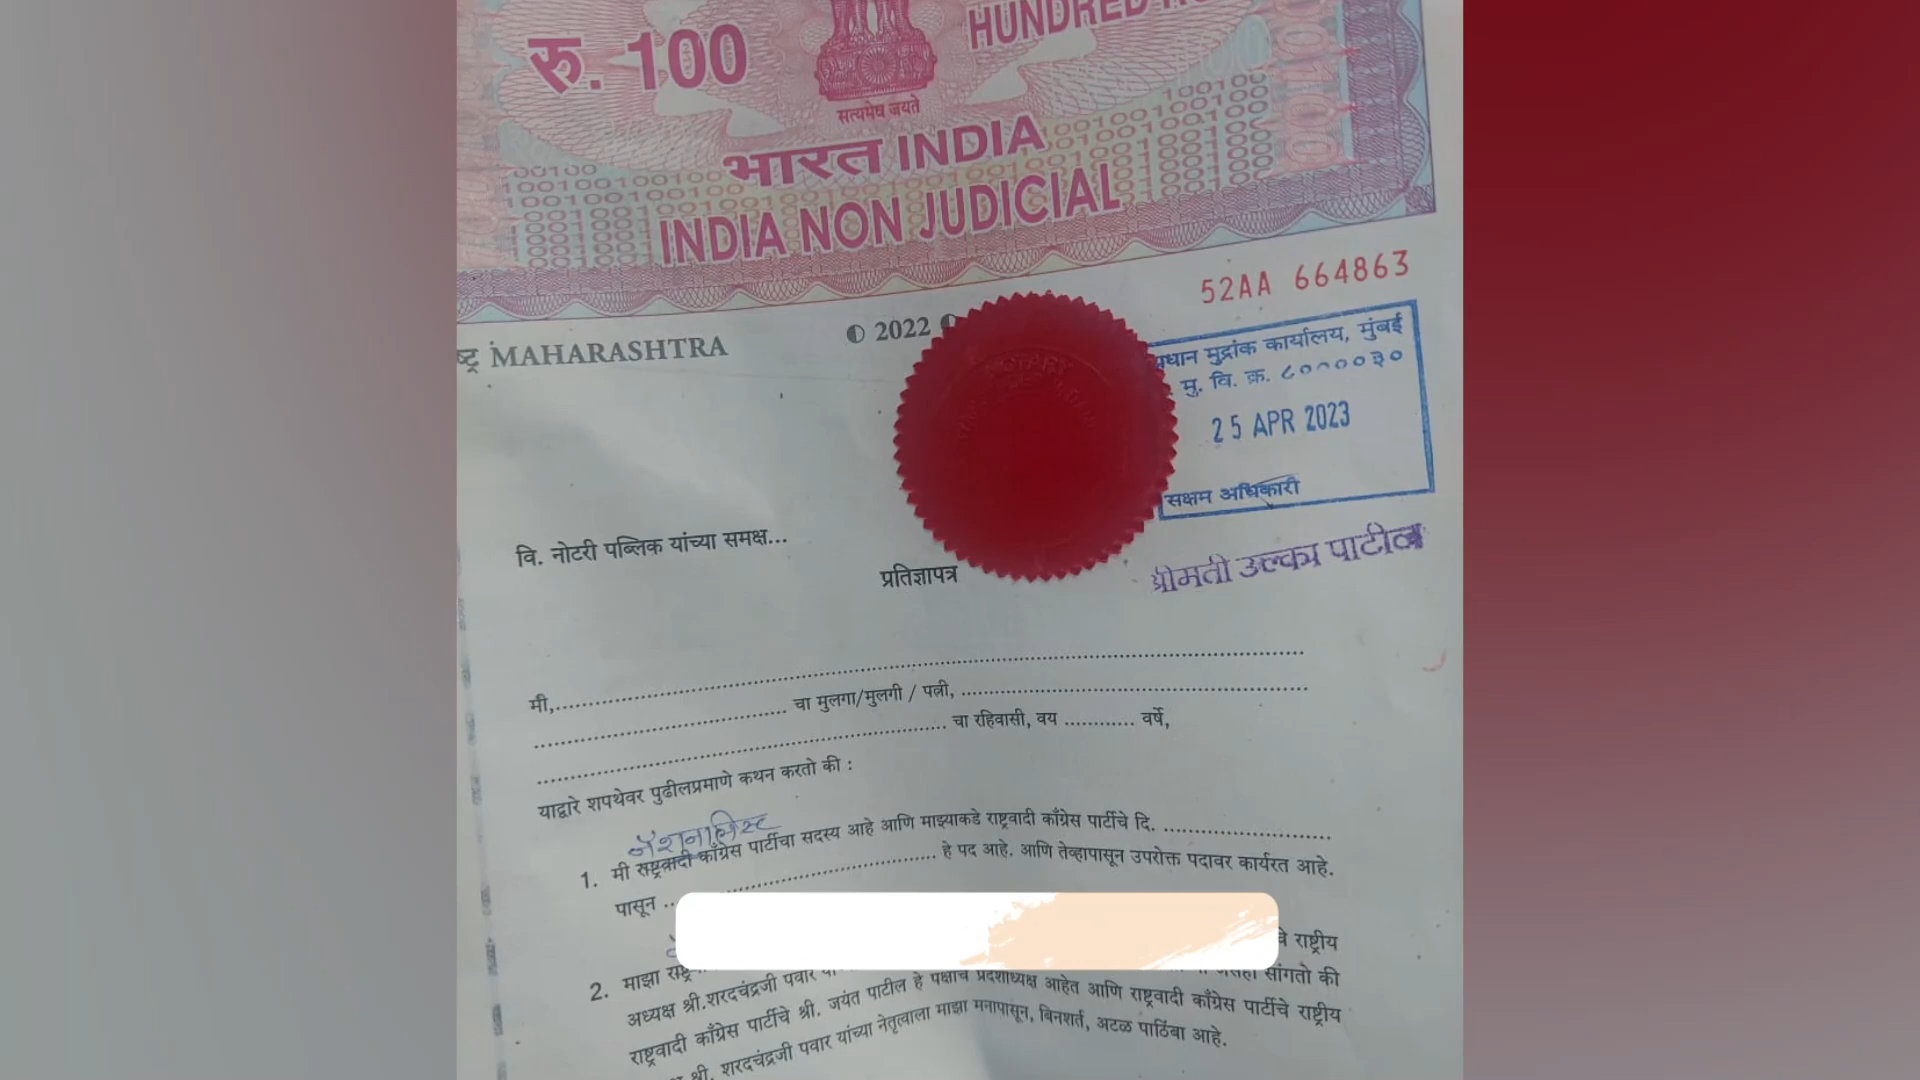 रु. 100
HUNDRED
सत्यमेव जयते
भारत INDIA
INDIA NON JUDICIAL
52AA 664863
MAHARASHTRA
2022
प्रधान मुद्रांक कार्यालय, मुंबई
मु. वि. क्र. ८०००० ३०
25 APR 2023
सक्षम अधिकारी
श्रीमती उल्का पाटील
वि. नोटरी पब्लिक यांच्या समक्ष...
प्रतिज्ञापत्र
मी,..............................
.............................. चा मुलगा/मुलगी / पत्नी, ..............................
.............................. चा रहिवासी, वय ............ वर्षे,
याद्वारे शपथेवर पुढीलप्रमाणे कथन करतो की :
नॅशनालिस्ट
1. मी राष्ट्रवादी काँग्रेस पार्टीचा सदस्य आहे आणि माझ्याकडे राष्ट्रवादी काँग्रेस पार्टीचे दि. ..............................
पासून .............................. हे पद आहे. आणि तेव्हापासून उपरोक्त पदावर कार्यरत आहे.
2. माझा राष्ट्रीय
अध्यक्ष श्री.शरदचंद्रजी पवार सांगतो की
राष्ट्रवादी काँग्रेस पार्टीचे श्री. जयंत पाटील हे पक्षाचे प्रदेशाध्यक्ष आहेत आणि राष्ट्रवादी काँग्रेस पार्टीचे राष्ट्रीय
श्री. शरदचंद्रजी पवार यांच्या नेतृत्वाला माझा मनापासून, बिनशर्त, अटळ पाठिंबा आहे.